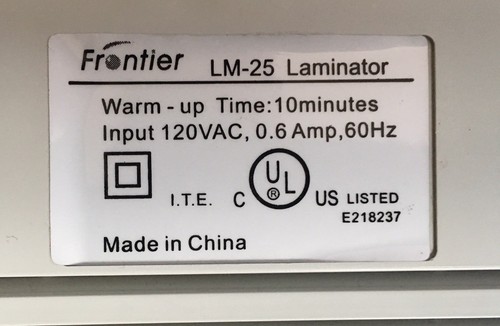 Frontier LM-25 Laminator
Warm - up Time:10minutes
Input 120VAC, 0.6 Amp,60Hz
I.T.E. C UL ® US LISTED
E218237
Made in China